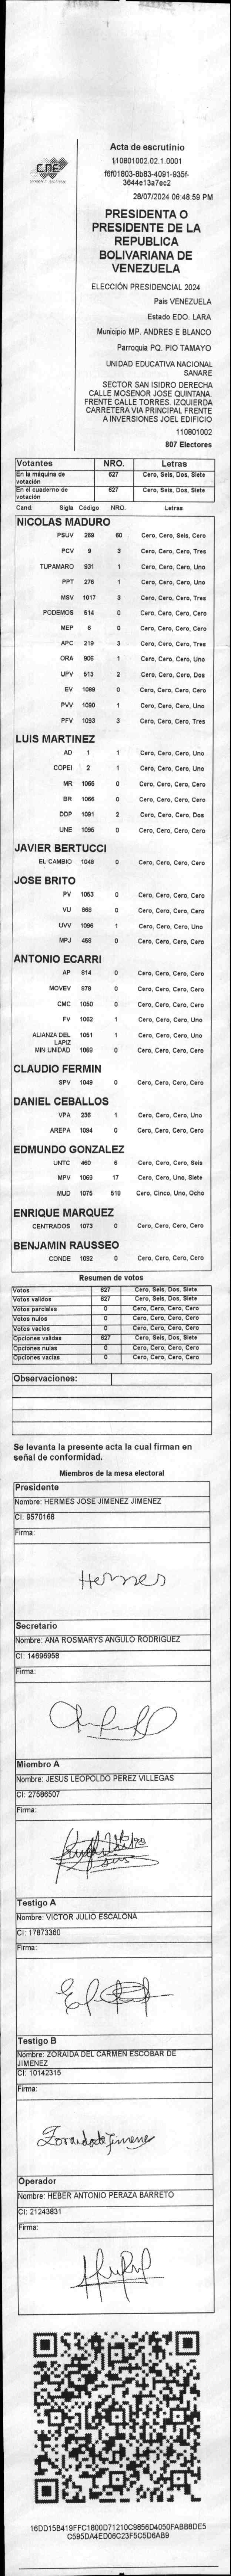 CNE
Acta de escrutinio
110801002.02.1.0001
f6f01803-8b83-4091-935f-
3644e13a7ec2
28/07/2024 06:48:59 PM
PRESIDENTA O
PRESIDENTE DE LA
REPUBLICA
BOLIVARIANA DE
VENEZUELA
ELECCIÓN PRESIDENCIAL 2024
Pais VENEZUELA
Estado EDO. LARA
Municipio MP. ANDRES E BLANCO
Parroquia PQ. PIO TAMAYO
UNIDAD EDUCATIVA NACIONAL
SANARE
SECTOR SAN ISIDRO DERECHA
CALLE MOSENOR JOSE QUINTANA.
FRENTE CALLE TORRES. IZQUIERDA
CARRETERA VIA PRINCIPAL FRENTE
A INVERSIONES JOEL EDIFICIO
110801002
807 Electores
Votantes NRO. Letras
En la máquina de votación 627 Cero, Seis, Dos, Siete
En el cuaderno de votación 627 Cero, Seis, Dos, Siete
Cand. Sigla Código NRO. Letras
NICOLAS MADURO
PSUV 269 60 Cero, Cero, Seis, Cero
PCV 9 3 Cero, Cero, Cero, Tres
TUPAMARO 931 1 Cero, Cero, Cero, Uno
PPT 276 1 Cero, Cero, Cero, Uno
MSV 1017 3 Cero, Cero, Cero, Tres
PODEMOS 514 0 Cero, Cero, Cero, Cero
MEP 6 0 Cero, Cero, Cero, Cero
APC 219 3 Cero, Cero, Cero, Tres
ORA 906 1 Cero, Cero, Cero, Uno
UPV 513 2 Cero, Cero, Cero, Dos
EV 1089 0 Cero, Cero, Cero, Cero
PVV 1090 1 Cero, Cero, Cero, Uno
PFV 1093 3 Cero, Cero, Cero, Tres
LUIS MARTINEZ
AD 1 1 Cero, Cero, Cero, Uno
COPEI 2 1 Cero, Cero, Cero, Uno
MR 1065 0 Cero, Cero, Cero, Cero
BR 1066 0 Cero, Cero, Cero, Cero
DDP 1091 2 Cero, Cero, Cero, Dos
UNE 1095 0 Cero, Cero, Cero, Cero
JAVIER BERTUCCI
EL CAMBIO 1048 0 Cero, Cero, Cero, Cero
JOSE BRITO
PV 1053 0 Cero, Cero, Cero, Cero
VU 868 0 Cero, Cero, Cero, Cero
UVV 1096 1 Cero, Cero, Cero, Uno
MPJ 458 0 Cero, Cero, Cero, Cero
ANTONIO ECARRI
AP 914 0 Cero, Cero, Cero, Cero
MOVEV 878 0 Cero, Cero, Cero, Cero
CMC 1050 0 Cero, Cero, Cero, Cero
FV 1062 1 Cero, Cero, Cero, Uno
ALIANZA DEL LAPIZ 1051 1 Cero, Cero, Cero, Uno
MIN UNIDAD 1088 0 Cero, Cero, Cero, Cero
CLAUDIO FERMIN
SPV 1049 0 Cero, Cero, Cero, Cero
DANIEL CEBALLOS
VPA 236 1 Cero, Cero, Cero, Uno
AREPA 1094 0 Cero, Cero, Cero, Cero
EDMUNDO GONZALEZ
UNTC 460 6 Cero, Cero, Cero, Seis
MPV 1069 17 Cero, Cero, Uno, Siete
MUD 1075 518 Cero, Cinco, Uno, Ocho
ENRIQUE MARQUEZ
CENTRADOS 1073 0 Cero, Cero, Cero, Cero
BENJAMIN RAUSSEO
CONDE 1092 0 Cero, Cero, Cero, Cero
Resumen de votos
Votos 627 Cero, Seis, Dos, Siete
Votos validos 627 Cero, Seis, Dos, Siete
Votos parciales 0 Cero, Cero, Cero, Cero
Votos nulos 0 Cero, Cero, Cero, Cero
Votos vacios 0 Cero, Cero, Cero, Cero
Opciones validas 627 Cero, Seis, Dos, Siete
Opciones nulas 0 Cero, Cero, Cero, Cero
Opciones vacias 0 Cero, Cero, Cero, Cero
Observaciones:
Se levanta la presente acta la cual firman en
señal de conformidad.
Miembros de la mesa electoral
Presidente
Nombre: HERMES JOSE JIMENEZ JIMENEZ
CI: 9570168
Firma:
Hermes
Secretario
Nombre: ANA ROSMARYS ANGULO RODRIGUEZ
CI: 14696958
Firma:
Miembro A
Nombre: JESUS LEOPOLDO PEREZ VILLEGAS
CI: 27586507
Firma:
Testigo A
Nombre: VICTOR JULIO ESCALONA
CI: 17873360
Firma:
Testigo B
Nombre: ZORAIDA DEL CARMEN ESCOBAR DE
JIMENEZ
CI: 10142315
Firma:
Zoraida de Jimenez
Operador
Nombre: HEBER ANTONIO PERAZA BARRETO
CI: 21243831
Firma:
16DD15B419FFC1800D71210C9856D4050FABB8DE5
C595DA4ED06C23F5C5D6AB9